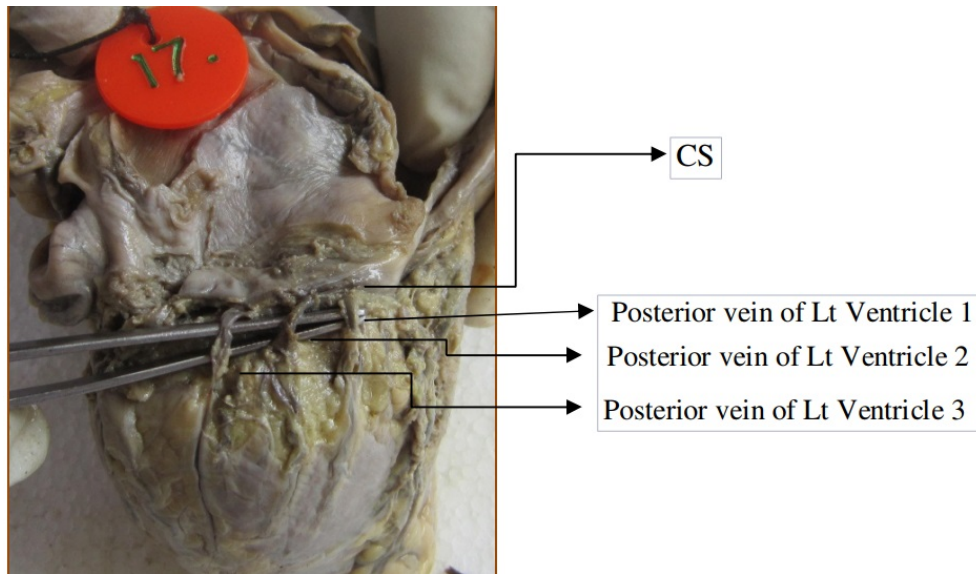 17.
CS
Posterior vein of Lt Ventricle 1
Posterior vein of Lt Ventricle 2
Posterior vein of Lt Ventricle 3